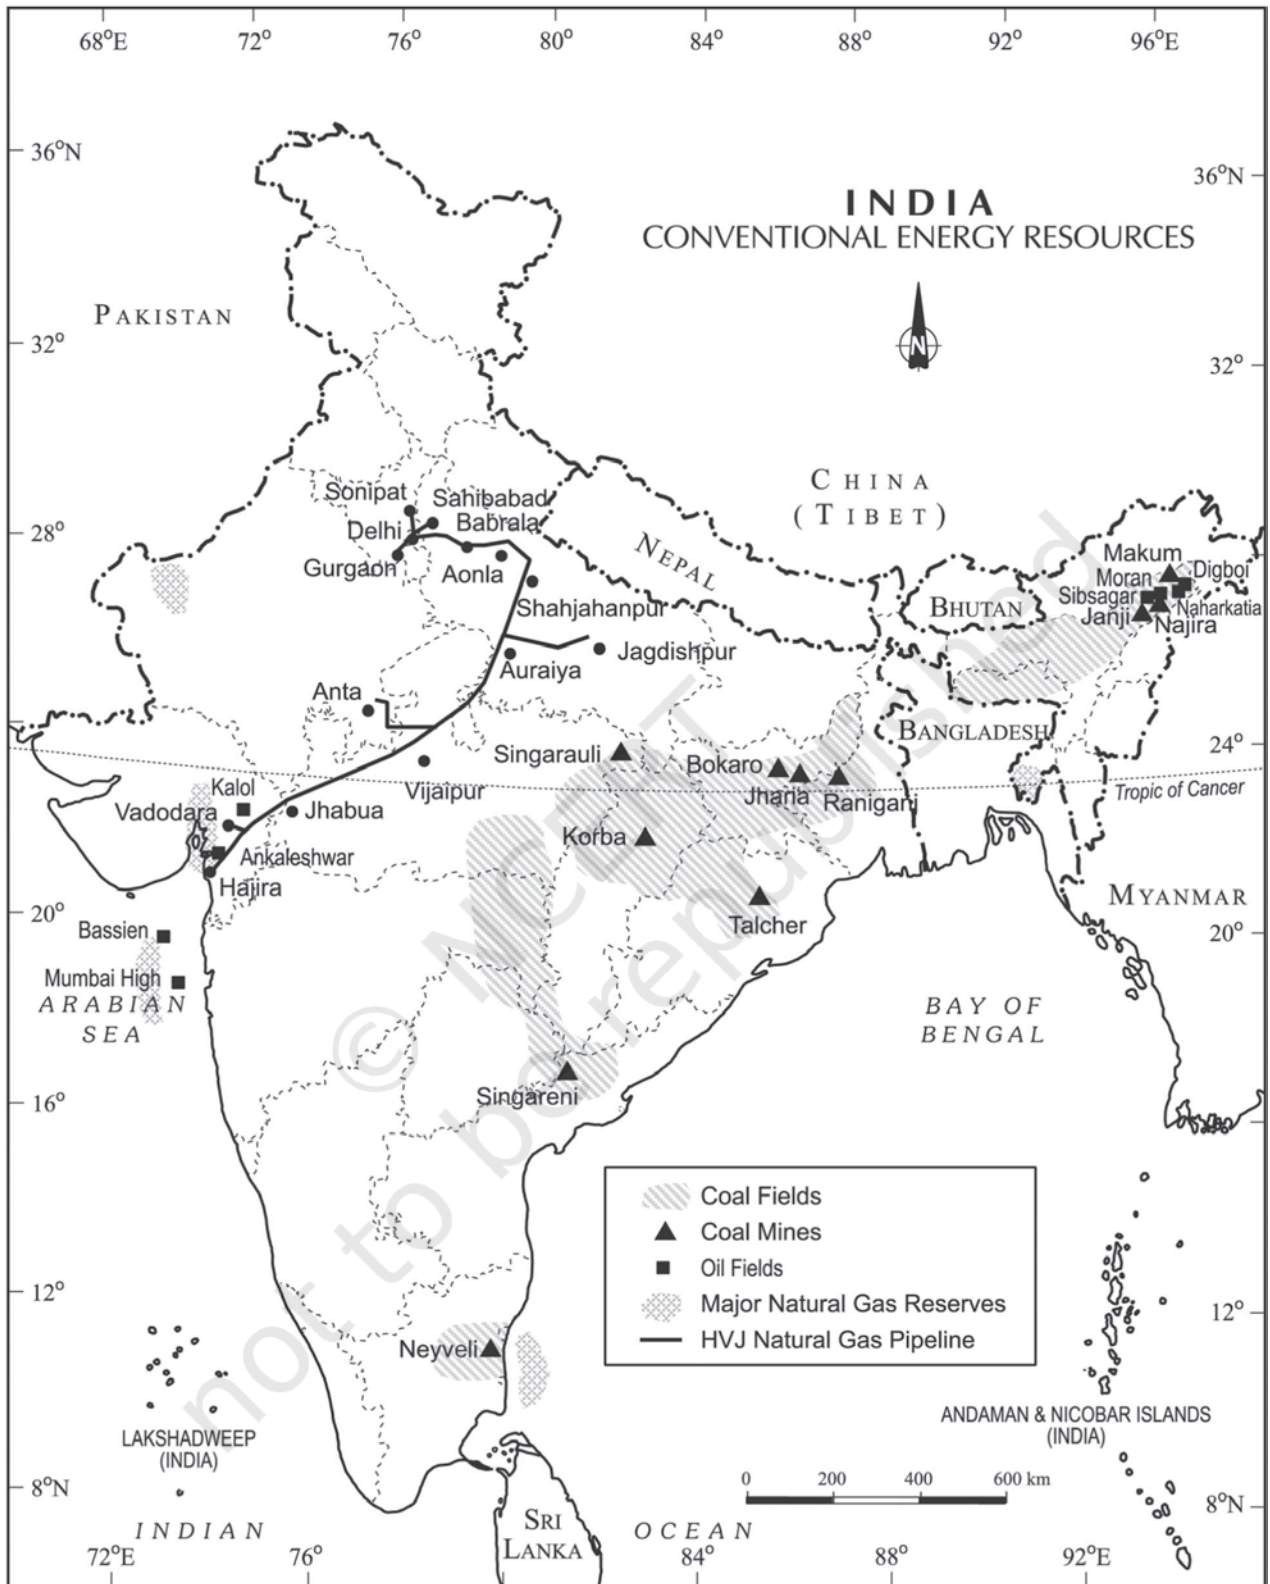 68°E 72° 76° 80° 84° 88° 92° 96°E
36°N
36°N
INDIA
CONVENTIONAL ENERGY RESOURCES
PAKISTAN
N
32°
32°
CHINA
(TIBET)
Sonipat
Sahibabad
Delhi
Babrala
28°
NEPAL
Gurgaon
Aonla
Makum
Digboi
Moran
Sibsagar
Naharkatia
Janji
Najira
BHUTAN
Shahjahanpur
Jagdishpur
Auraiya
Anta
BANGLADESH
24°
Singarauli
Bokaro
Jharia
Raniganj
Vijaipur
Tropic of Cancer
Kalol
Vadodara
Jhabua
Korba
Ankaleshwar
Hajira
MYANMAR
20°
20°
Bassien
Talcher
Mumbai High
ARABIAN
SEA
BAY OF
BENGAL
16°
Singareni
© NCERT
not to be republished
Coal Fields
Coal Mines
Oil Fields
Major Natural Gas Reserves
HVJ Natural Gas Pipeline
12°
12°
Neyveli
LAKSHADWEEP
(INDIA)
ANDAMAN & NICOBAR ISLANDS
(INDIA)
0 200 400 600 km
8°N
8°N
INDIAN
OCEAN
SRI
LANKA
72°E 76° 84° 88° 92°E